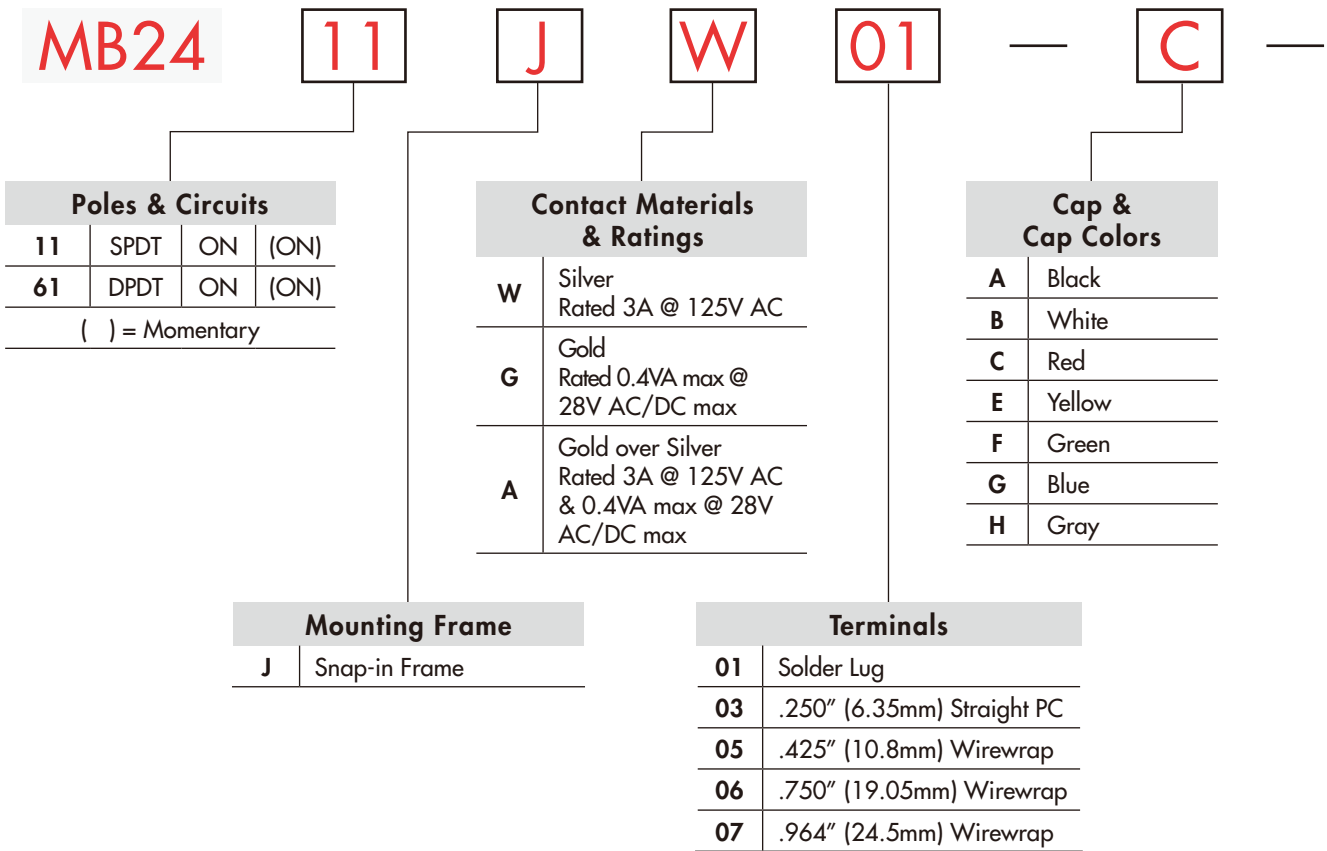 MB24 11 J W 01 — C —
Poles & Circuits
11 SPDT ON (ON)
61 DPDT ON (ON)
( ) = Momentary
Contact Materials
& Ratings
W Silver
Rated 3A @ 125V AC
G Gold
Rated 0.4VA max @
28V AC/DC max
A Gold over Silver
Rated 3A @ 125V AC
& 0.4VA max @ 28V
AC/DC max
Cap &
Cap Colors
A Black
B White
C Red
E Yellow
F Green
G Blue
H Gray
Mounting Frame
J Snap-in Frame
Terminals
01 Solder Lug
03 .250” (6.35mm) Straight PC
05 .425” (10.8mm) Wirewrap
06 .750” (19.05mm) Wirewrap
07 .964” (24.5mm) Wirewrap